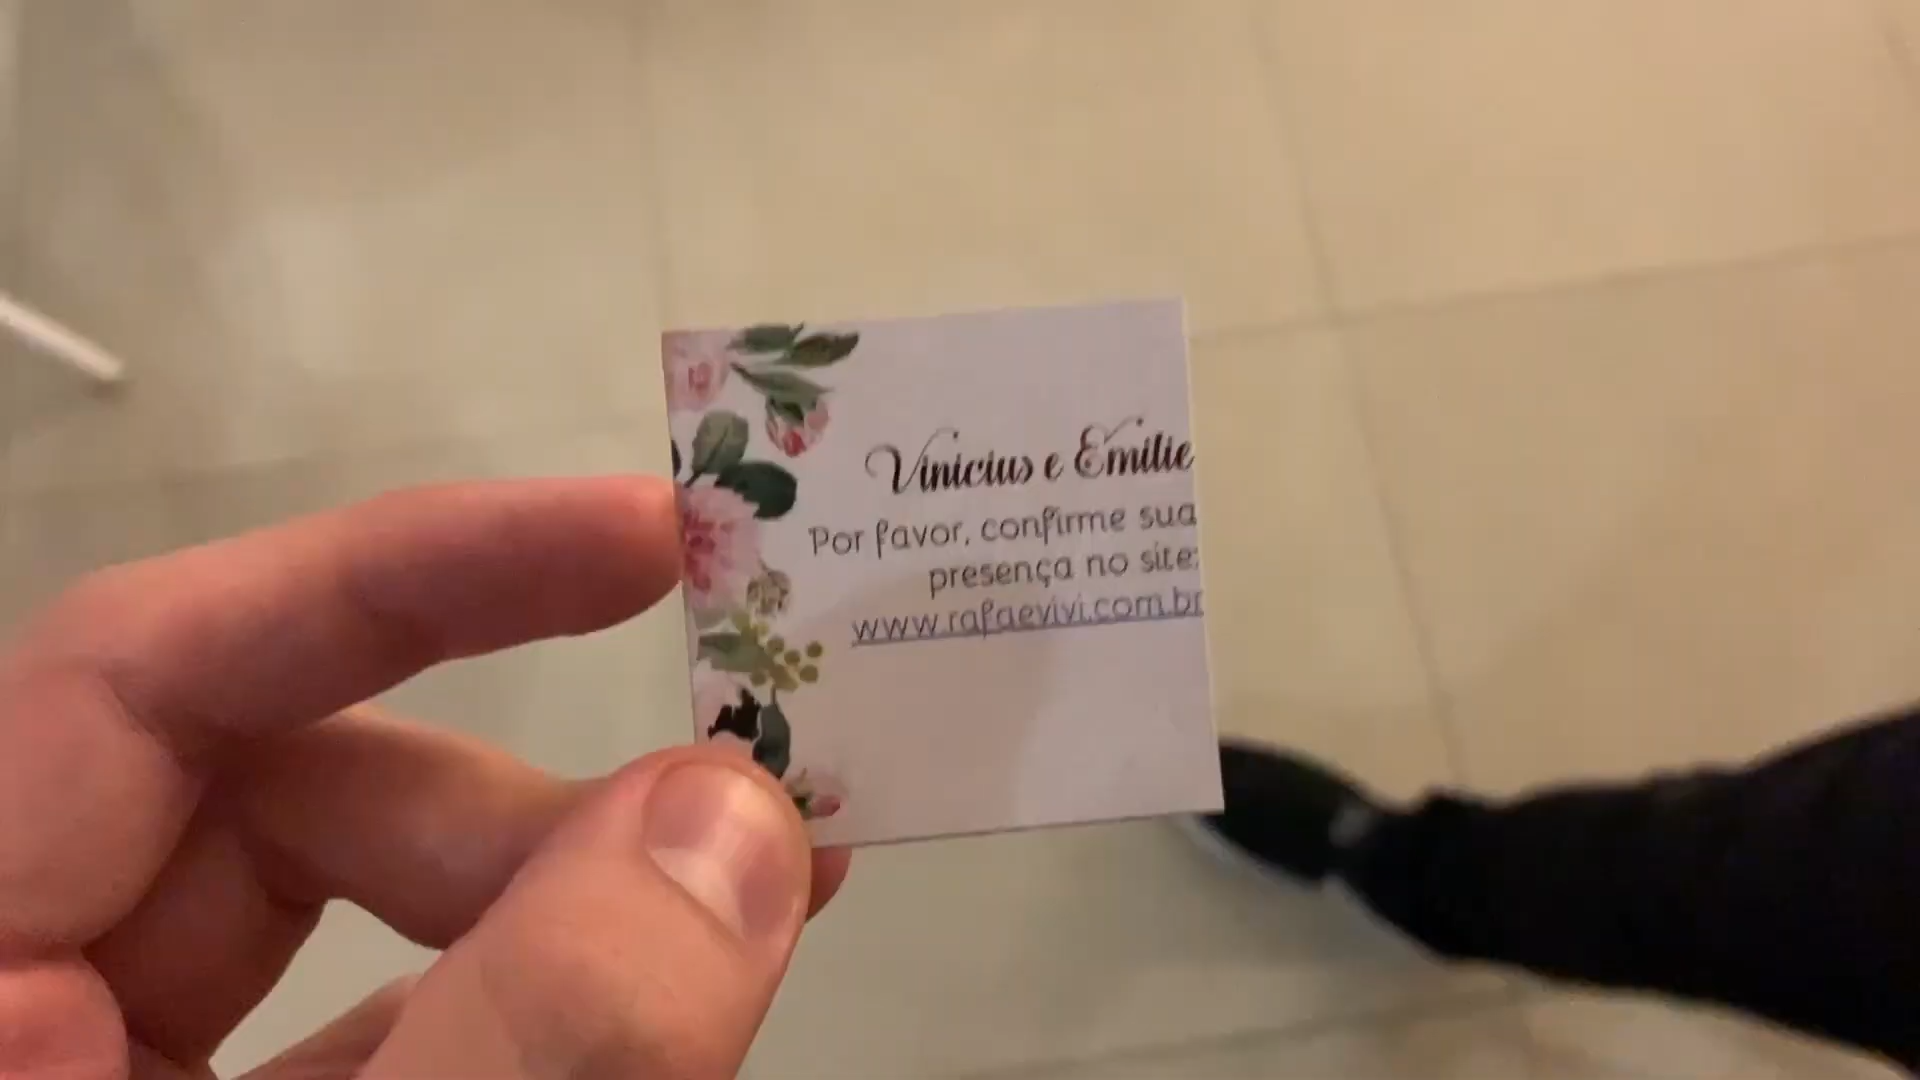 Vinicius e Emilie
Por favor, confirme sua
presença no site:
www.rafaevivi.com.br